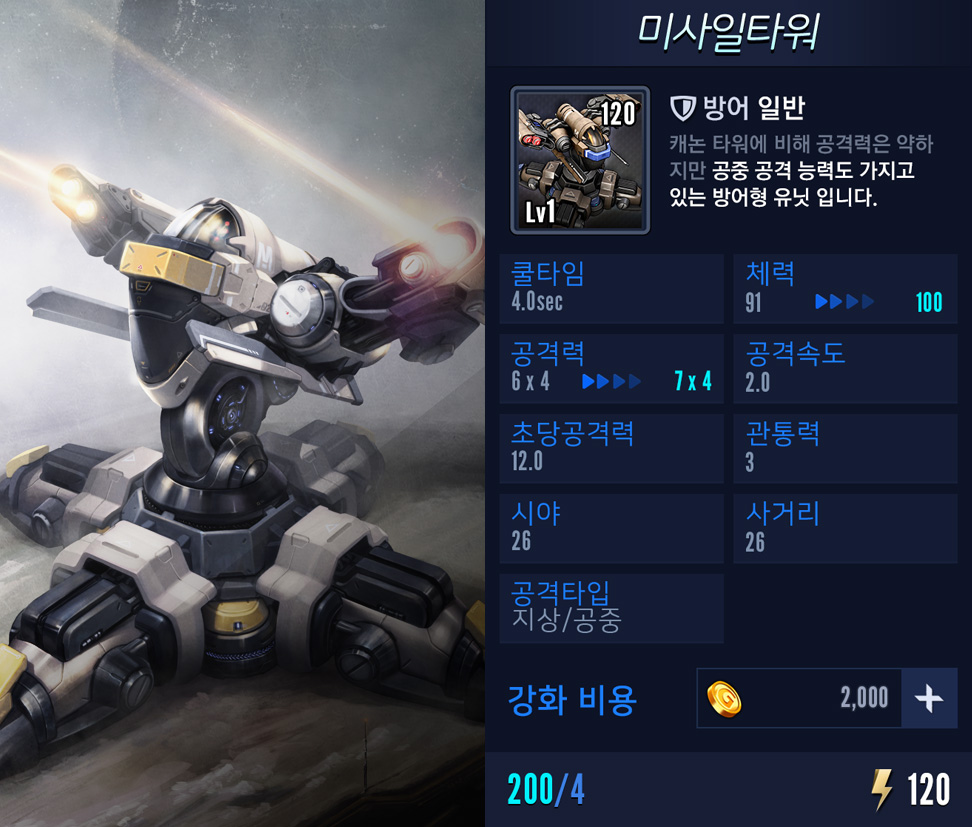 미사일타워
120
Lv1
방어 일반
캐논 타워에 비해 공격력은 약하
지만 공중 공격 능력도 가지고
있는 방어형 유닛 입니다.
쿨타임
4.0sec
체력
91 100
공격력
6 x 4 7 x 4
공격속도
2.0
초당공격력
12.0
관통력
3
시야
26
사거리
26
공격타입
지상/공중
강화 비용
2,000
200/4
120